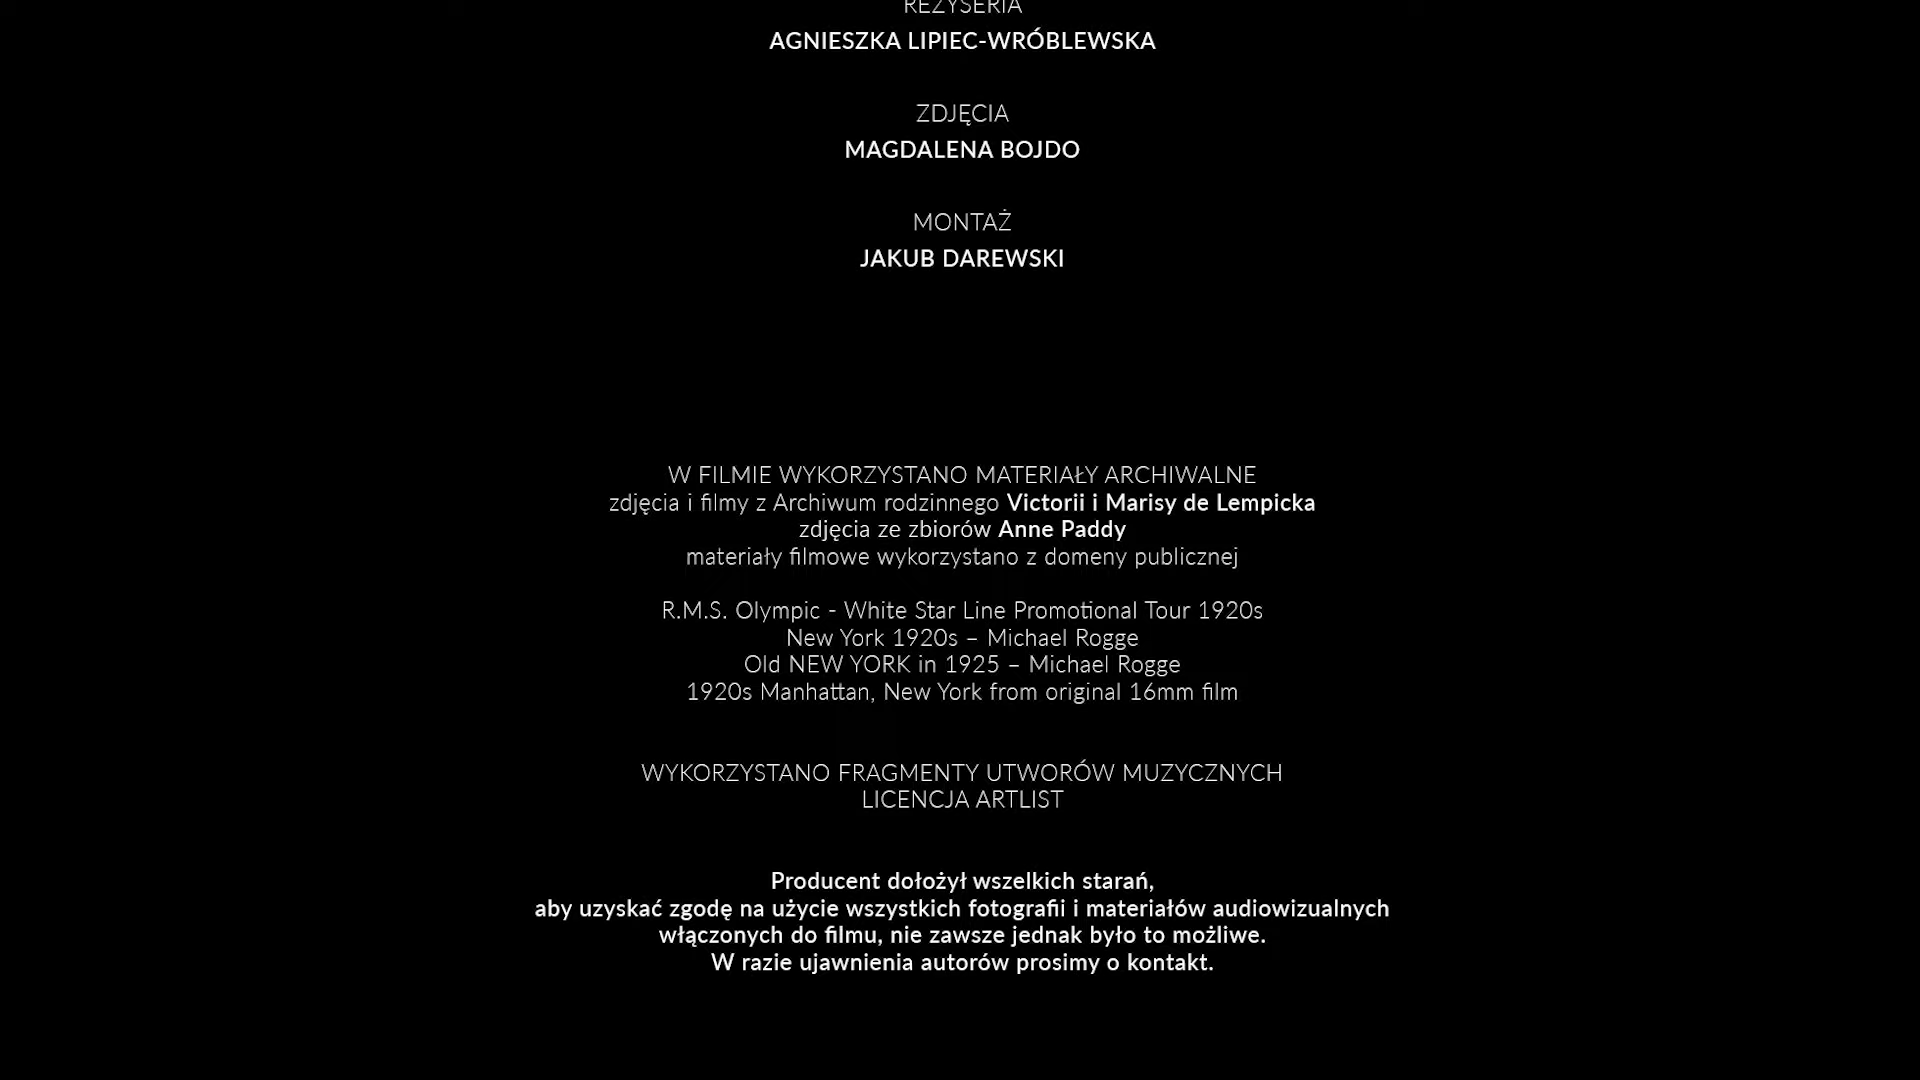 REŻYSERIA
AGNIESZKA LIPIEC-WRÓBLEWSKA
ZDJĘCIA
MAGDALENA BOJDO
MONTAŻ
JAKUB DAREWSKI
W FILMIE WYKORZYSTANO MATERIAŁY ARCHIWALNE
zdjęcia i filmy z Archiwum rodzinnego Victorii i Marisy de Lempicka
zdjęcia ze zbiorów Anne Paddy
materiały filmowe wykorzystano z domeny publicznej
R.M.S. Olympic - White Star Line Promotional Tour 1920s
New York 1920s – Michael Rogge
Old NEW YORK in 1925 – Michael Rogge
1920s Manhattan, New York from original 16mm film
WYKORZYSTANO FRAGMENTY UTWORÓW MUZYCZNYCH
LICENCJA ARTLIST
Producent dołożył wszelkich starań,
aby uzyskać zgodę na użycie wszystkich fotografii i materiałów audiowizualnych
włączonych do filmu, nie zawsze jednak było to możliwe.
W razie ujawnienia autorów prosimy o kontakt.